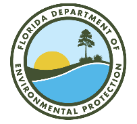 FLORIDA DEPARTMENT OF
ENVIRONMENTAL PROTECTION